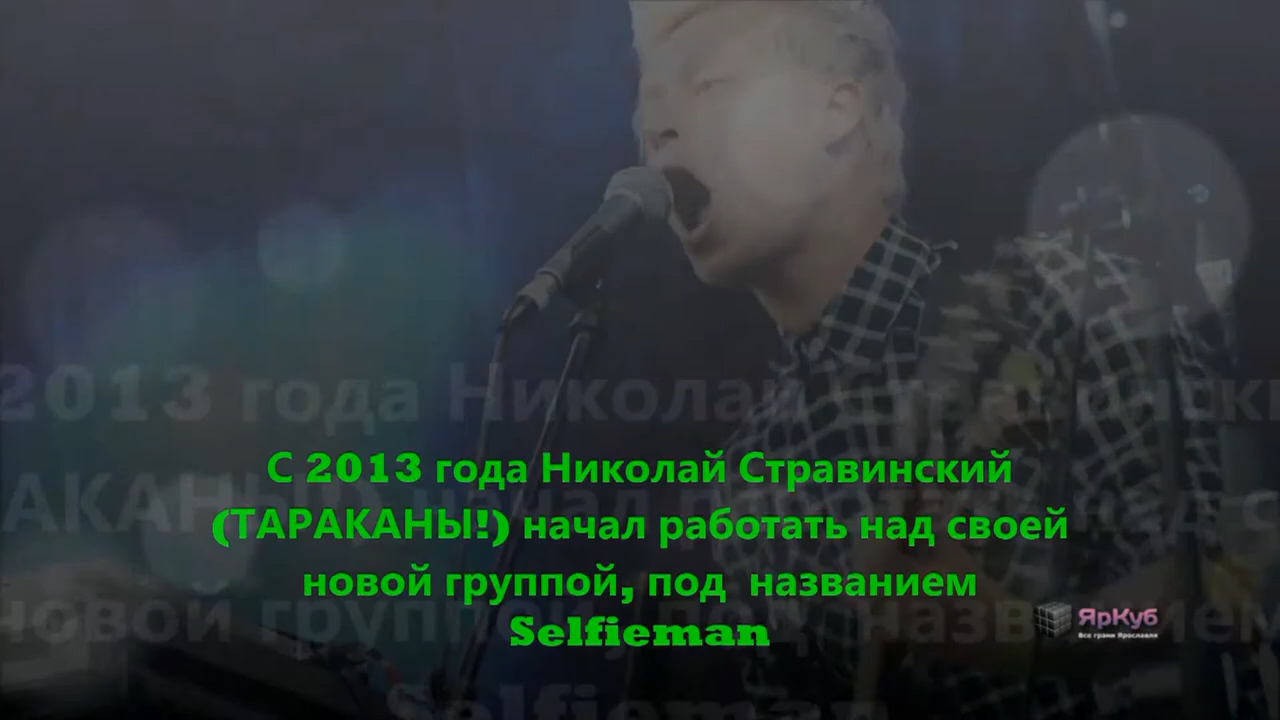 С 2013 года Николай Стравинский
(ТАРАКАНЫ!) начал работать над своей
новой группой, под названием
Selfieman
ЯрКуб
Все грани Ярославля